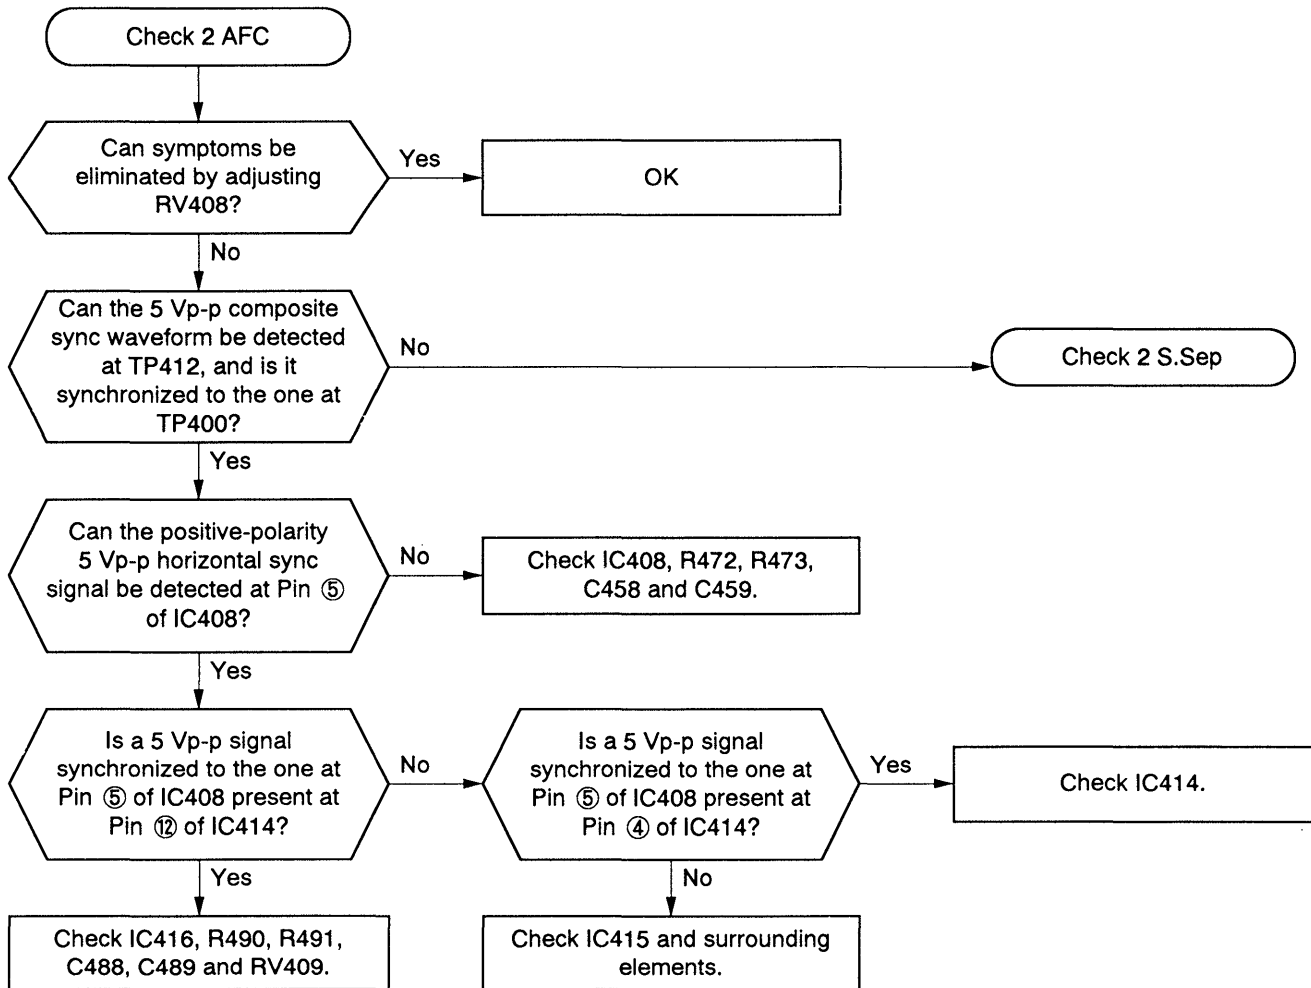 Check 2 AFC
Can symptoms be
eliminated by adjusting
RV408?
Yes
OK
No
Can the 5 Vp-p composite
sync waveform be detected
at TP412, and is it
synchronized to the one at
TP400?
No
Check 2 S.Sep
Yes
Can the positive-polarity
5 Vp-p horizontal sync
signal be detected at Pin ⑤
of IC408?
No
Check IC408, R472, R473,
C458 and C459.
Yes
Is a 5 Vp-p signal
synchronized to the one at
Pin ⑤ of IC408 present at
Pin ⑫ of IC414?
No
Is a 5 Vp-p signal
synchronized to the one at
Pin ⑤ of IC408 present at
Pin ④ of IC414?
Yes
Check IC414.
Yes
No
Check IC416, R490, R491,
C488, C489 and RV409.
Check IC415 and surrounding
elements.